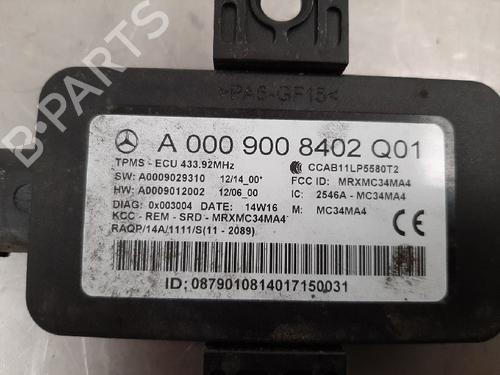 >PA6-GF15<
A 000 900 8402 Q01
TPMS - ECU 433.92MHz
CCAB11LP5580T2
SW: A0009029310 12/14_00*
FCC ID: MRXMC34MA4
HW: A0009012002 12/06_00
IC: 2546A - MC34MA4
DIAG: 0x003004 DATE: 14W16
M: MC34MA4
KCC - REM - SRD - MRXMC34MA4
RAQP/14A/1111/S(11 - 2089)
ID: 0879010814017150031
B-PARTS